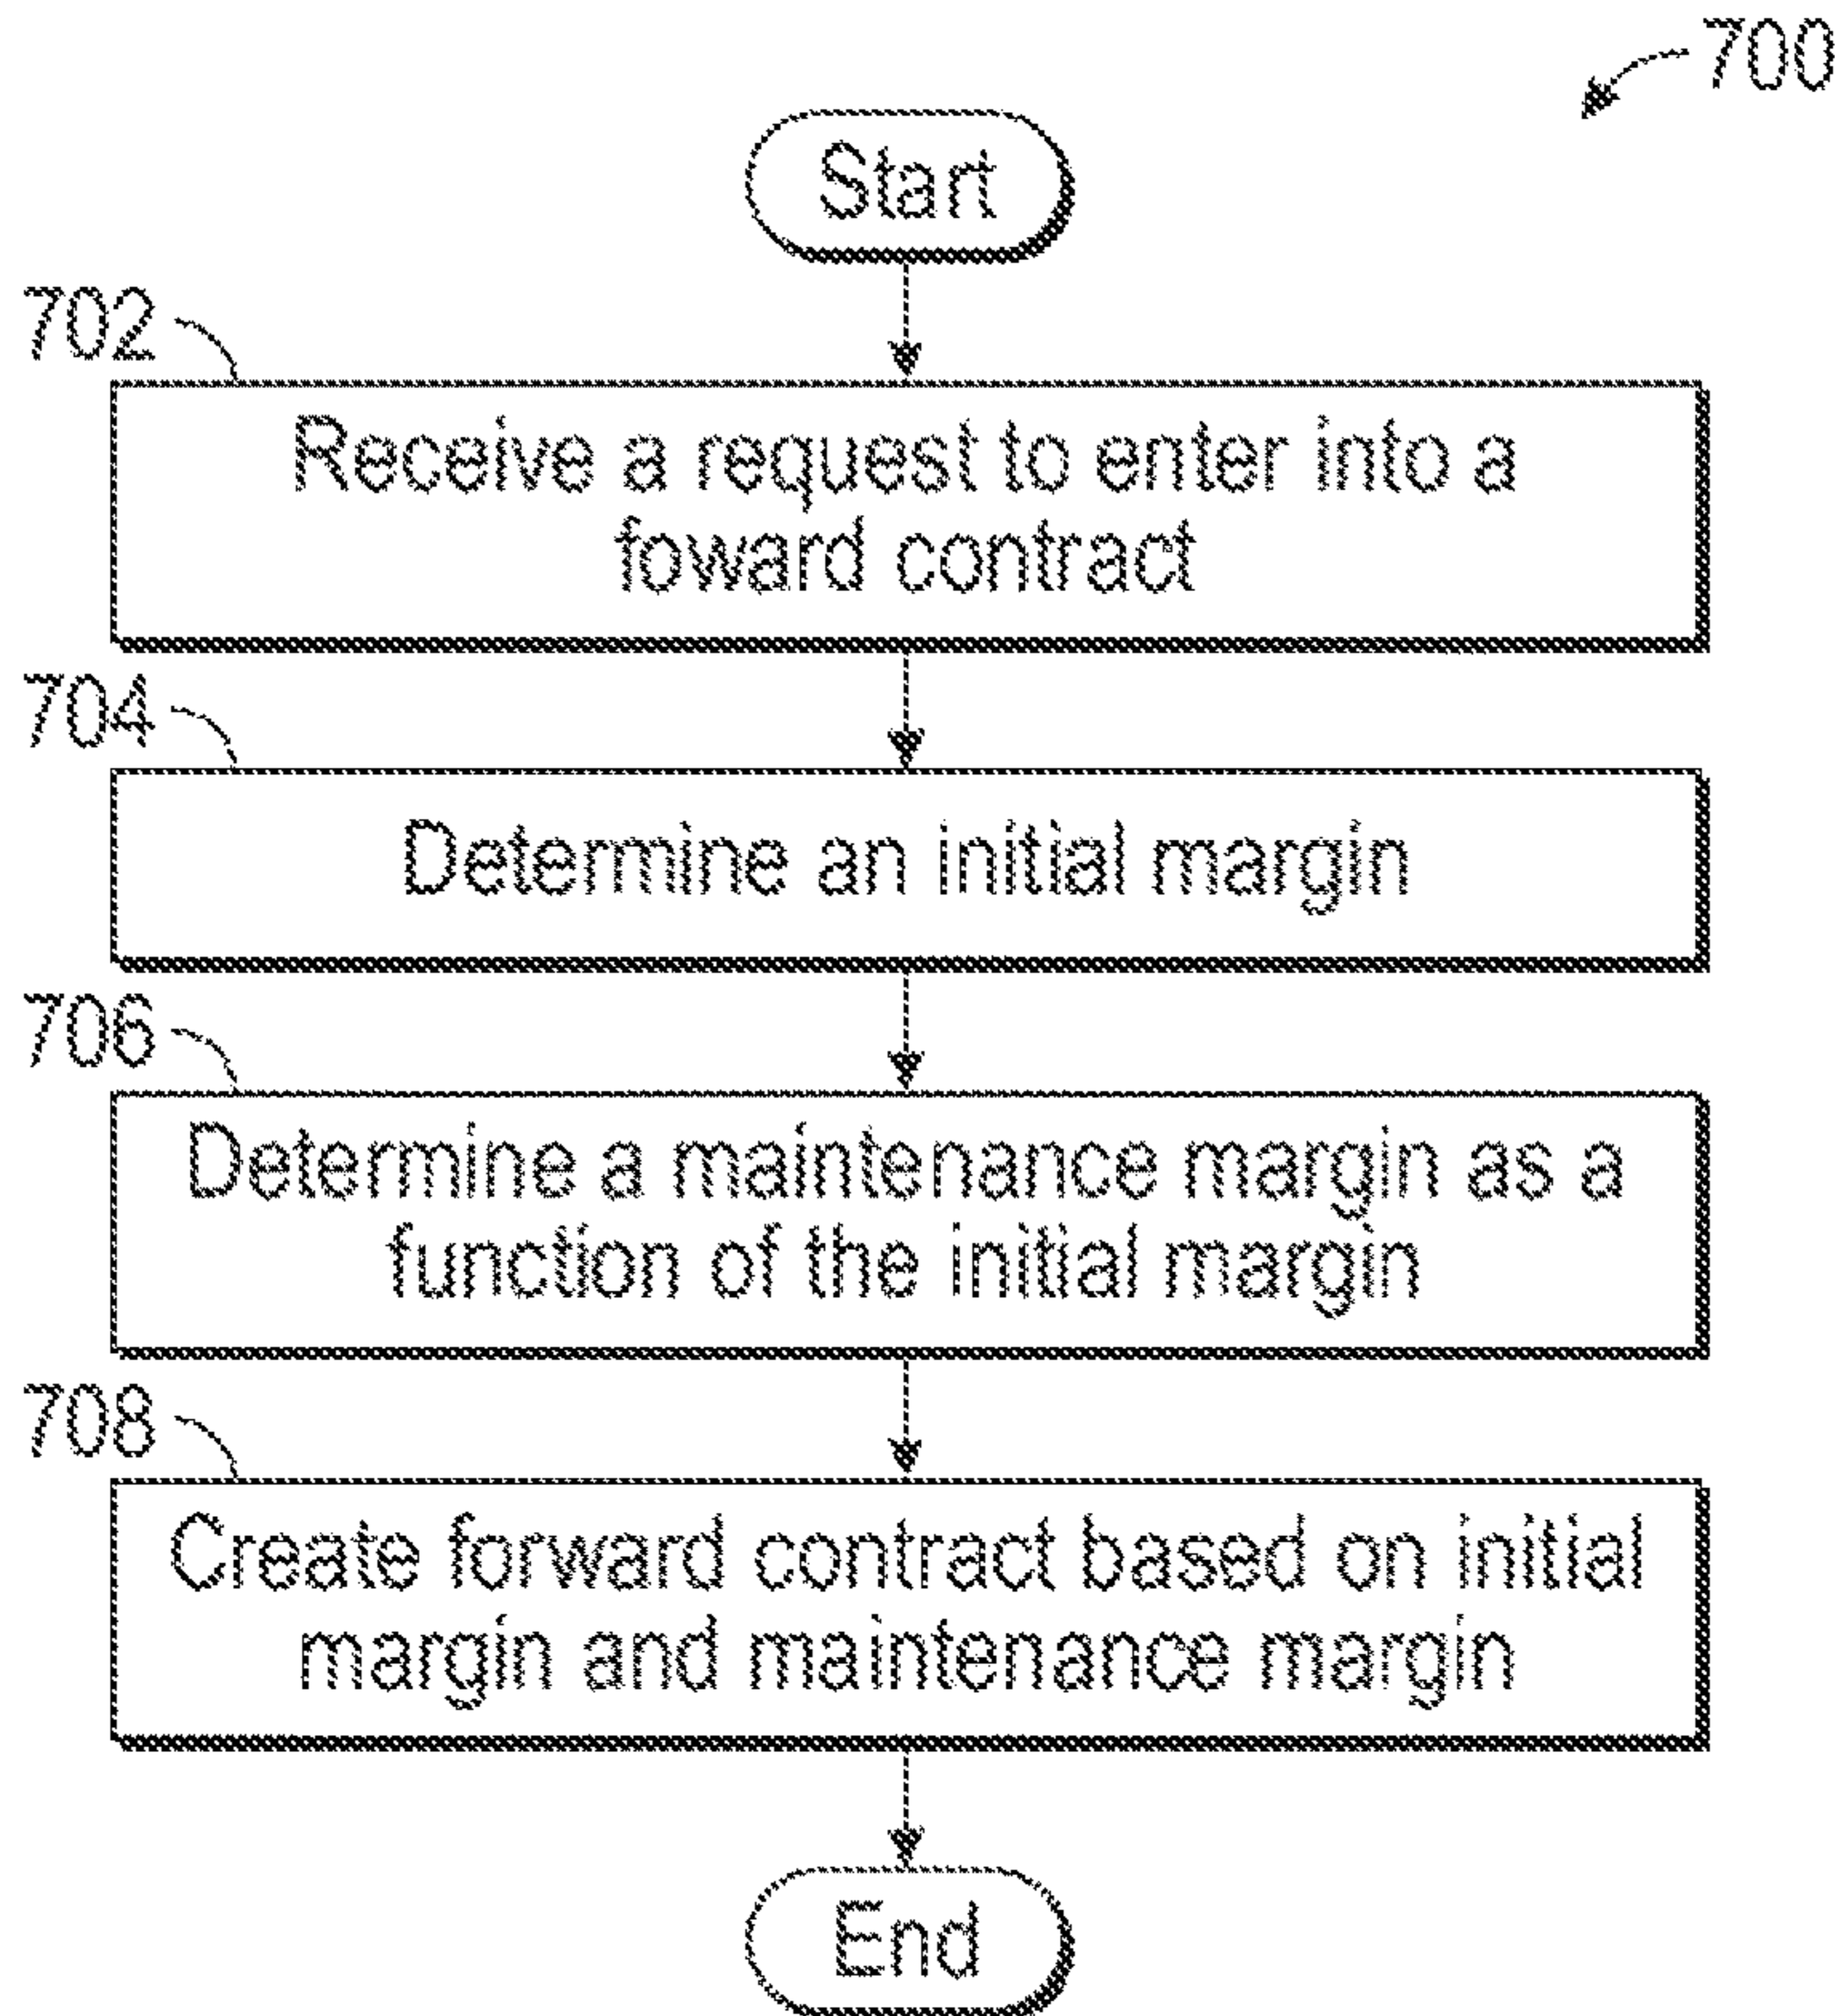 700
Start
702
Receive a request to enter into a
foward contract
704
Determine an initial margin
706
Determine a maintenance margin as a
function of the initial margin
708
Create forward contract based on initial
margin and maintenance margin
End